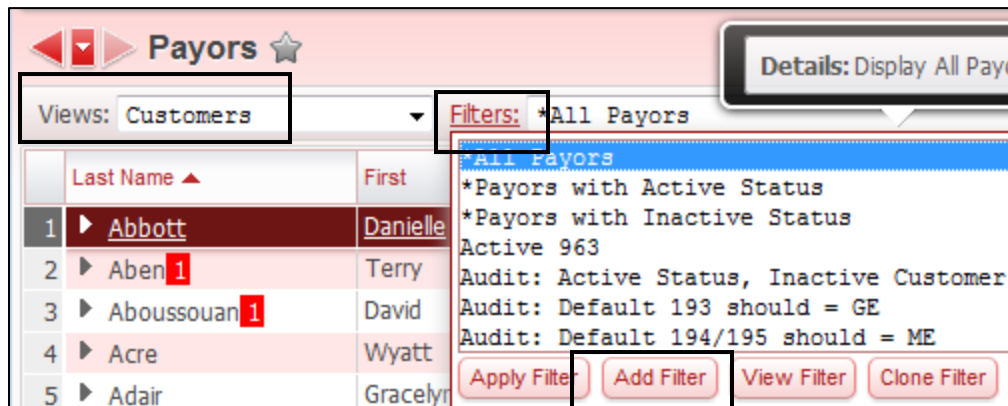 Payors
Details: Display All Payo
Views: Customers Filters: *All Payors
Last Name First
*All Payors
*Payors with Active Status
*Payors with Inactive Status
Active 963
Audit: Active Status, Inactive Customer
Audit: Default 193 should = GE
Audit: Default 194/195 should = ME
1 Abbott Danielle
2 Aben 1 Terry
3 Aboussouan 1 David
4 Acre Wyatt
5 Adair Gracelyn
Apply Filter Add Filter View Filter Clone Filter